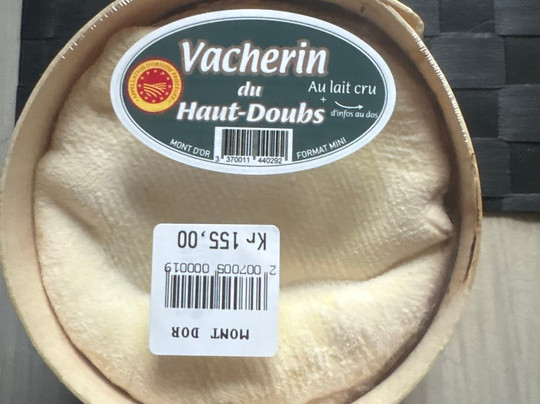 Vacherin
du
Haut-Doubs
Au lait cru
+
d'infos au dos
MONT D'OR
FORMAT MINI
3 370011 440292
MONT DOR
2 007005 000019
Kr 155,00